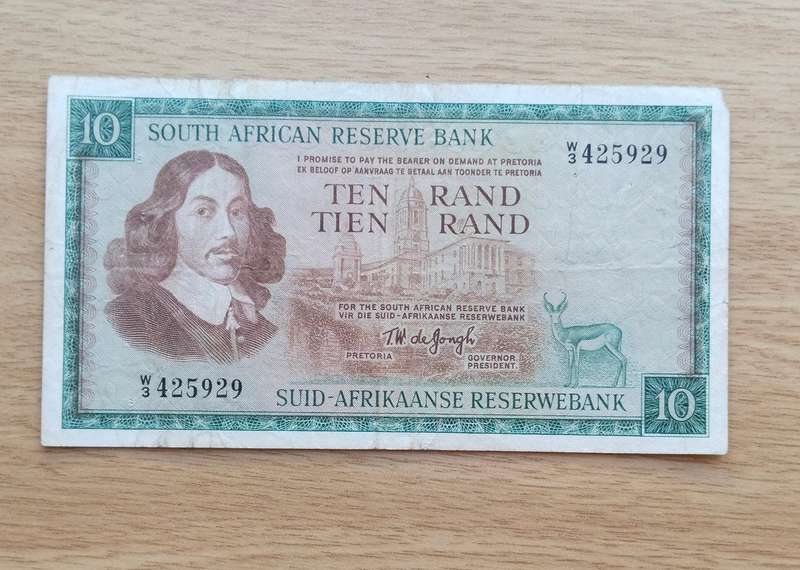 10
SOUTH AFRICAN RESERVE BANK
W/3 425929
I PROMISE TO PAY THE BEARER ON DEMAND AT PRETORIA
EK BELOOF OP AANVRAAG TE BETAAL AAN TOONDER TE PRETORIA
TEN RAND
TIEN RAND
FOR THE SOUTH AFRICAN RESERVE BANK
VIR DIE SUID-AFRIKAANSE RESERWEBANK
T.W. de Jongh
PRETORIA GOVERNOR.
PRESIDENT.
W/3 425929
SUID-AFRIKAANSE RESERWEBANK
10